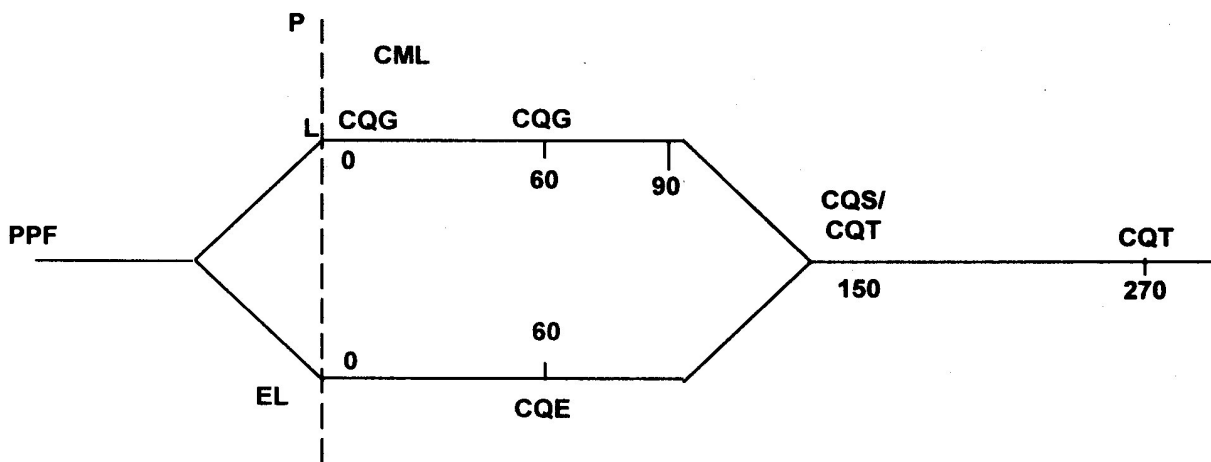 P
CML
L CQG CQG
0 60 90
CQS/
CQT
PPF CQT
150 270
60
0
EL CQE